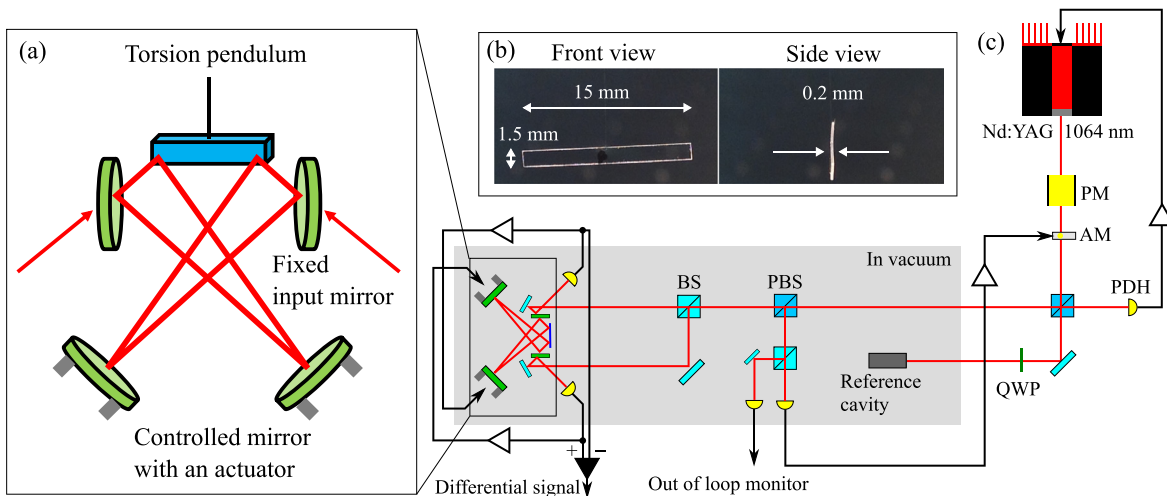 (a)
Torsion pendulum
Fixed
input mirror
Controlled mirror
with an actuator
(b)
Front view
Side view
15 mm
1.5 mm
0.2 mm
(c)
Nd:YAG 1064 nm
PM
AM
In vacuum
BS
PBS
PDH
Reference
cavity
QWP
+
−
Differential signal
Out of loop monitor